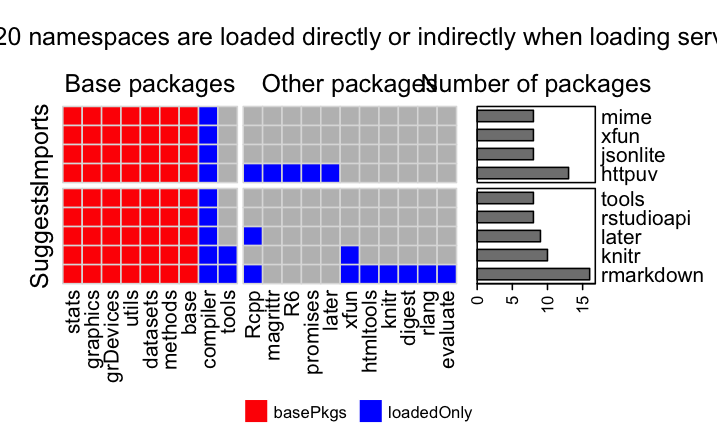 20 namespaces are loaded directly or indirectly when loading serv
Base packages Other packages Number of packages
Imports
mime
xfun
jsonlite
httpuv
Suggests
tools
rstudioapi
later
knitr
rmarkdown
0 5 10 15
stats graphics grDevices utils datasets methods base compiler tools Rcpp magrittr R6 promises later xfun htmltools knitr digest rlang evaluate
basePkgs loadedOnly